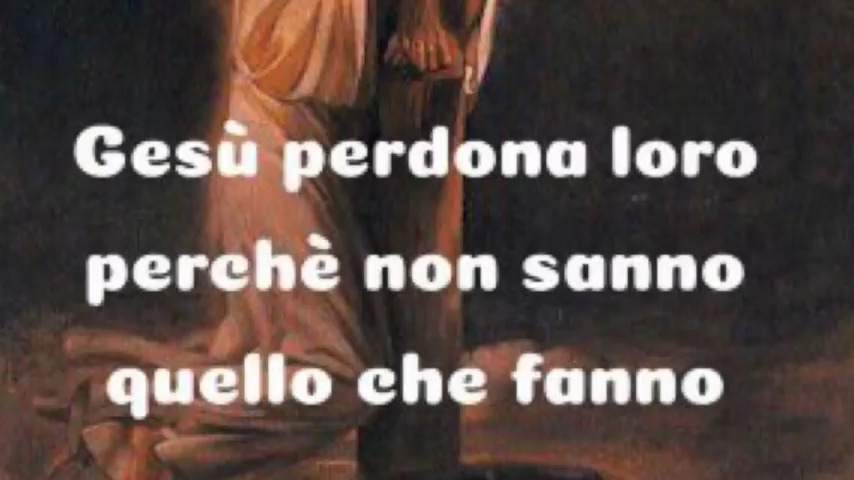 Gesù perdona loro
perchè non sanno
quello che fanno